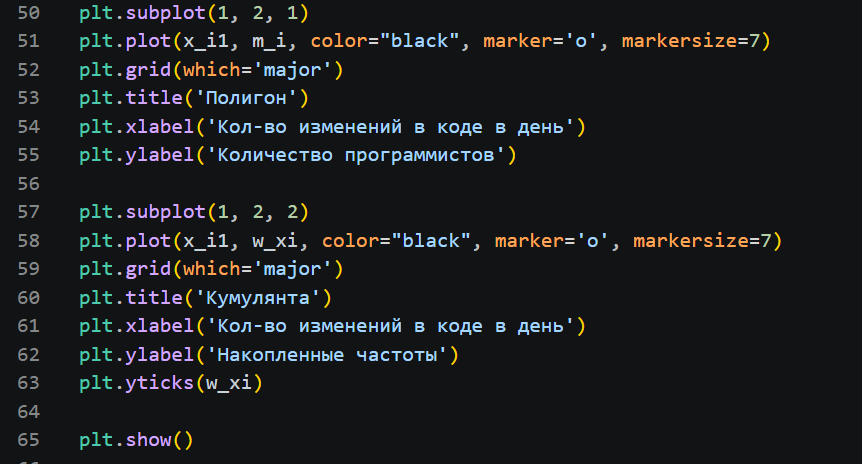 50 plt.subplot(1, 2, 1)
51 plt.plot(x_i1, m_i, color="black", marker='o', markersize=7)
52 plt.grid(which='major')
53 plt.title('Полигон')
54 plt.xlabel('Кол-во изменений в коде в день')
55 plt.ylabel('Количество программистов')
56
57 plt.subplot(1, 2, 2)
58 plt.plot(x_i1, w_xi, color="black", marker='o', markersize=7)
59 plt.grid(which='major')
60 plt.title('Кумулянта')
61 plt.xlabel('Кол-во изменений в коде в день')
62 plt.ylabel('Накопленные частоты')
63 plt.yticks(w_xi)
64
65 plt.show()